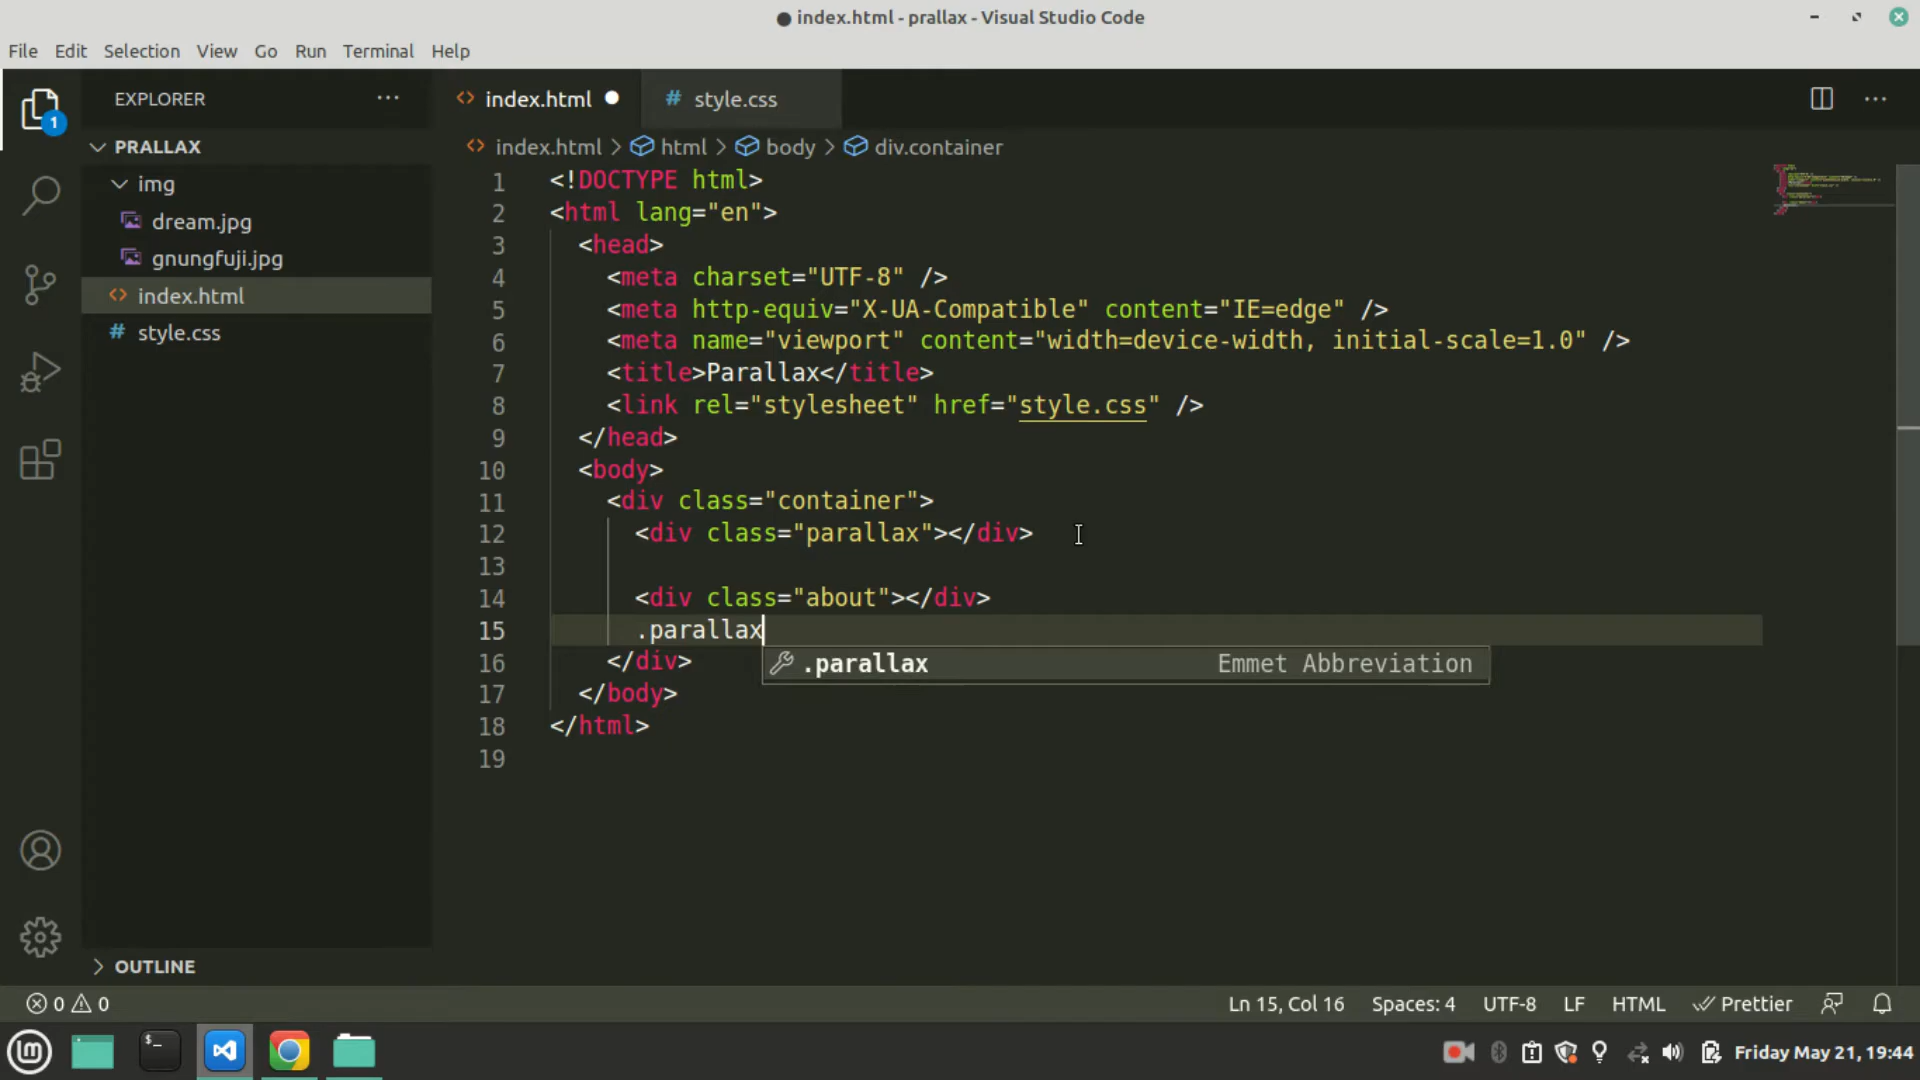 index.html - prallax - Visual Studio Code
File Edit Selection View Go Run Terminal Help
EXPLORER
PRALLAX
img
dream.jpg
gnungfuji.jpg
index.html
style.css
OUTLINE
1
index.html
style.css
index.html > html > body > div.container
1 <!DOCTYPE html>
2 <html lang="en">
3 <head>
4 <meta charset="UTF-8" />
5 <meta http-equiv="X-UA-Compatible" content="IE=edge" />
6 <meta name="viewport" content="width=device-width, initial-scale=1.0" />
7 <title>Parallax</title>
8 <link rel="stylesheet" href="style.css" />
9 </head>
10 <body>
11 <div class="container">
12 <div class="parallax"></div>
13
14 <div class="about"></div>
15 .parallax
16 </div>
.parallax Emmet Abbreviation
17 </body>
18 </html>
19
0 0
Ln 15, Col 16 Spaces: 4 UTF-8 LF HTML Prettier
Friday May 21, 19:44